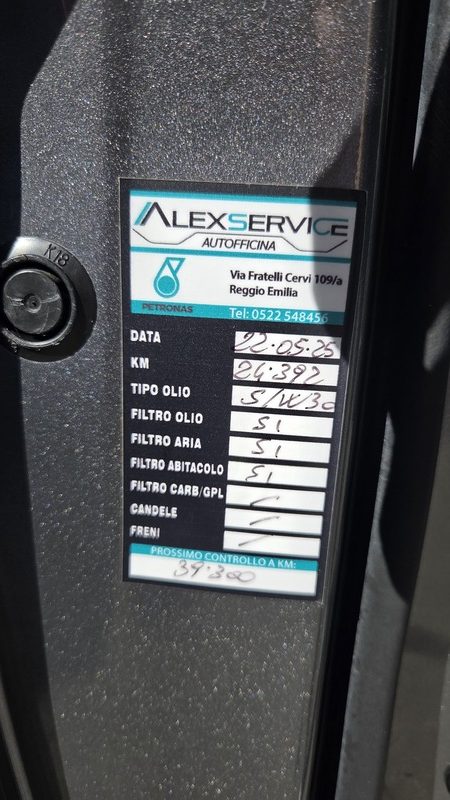 K18
ALEXSERVICE
AUTOFFICINA
PETRONAS
Via Fratelli Cervi 109/a
Reggio Emilia
Tel: 0522 548456
DATA 22.05.25
KM 24.392
TIPO OLIO 5/W30
FILTRO OLIO SI
FILTRO ARIA SI
FILTRO ABITACOLO SI
FILTRO CARB/GPL /
CANDELE /
FRENI /
PROSSIMO CONTROLLO A KM:
39.300